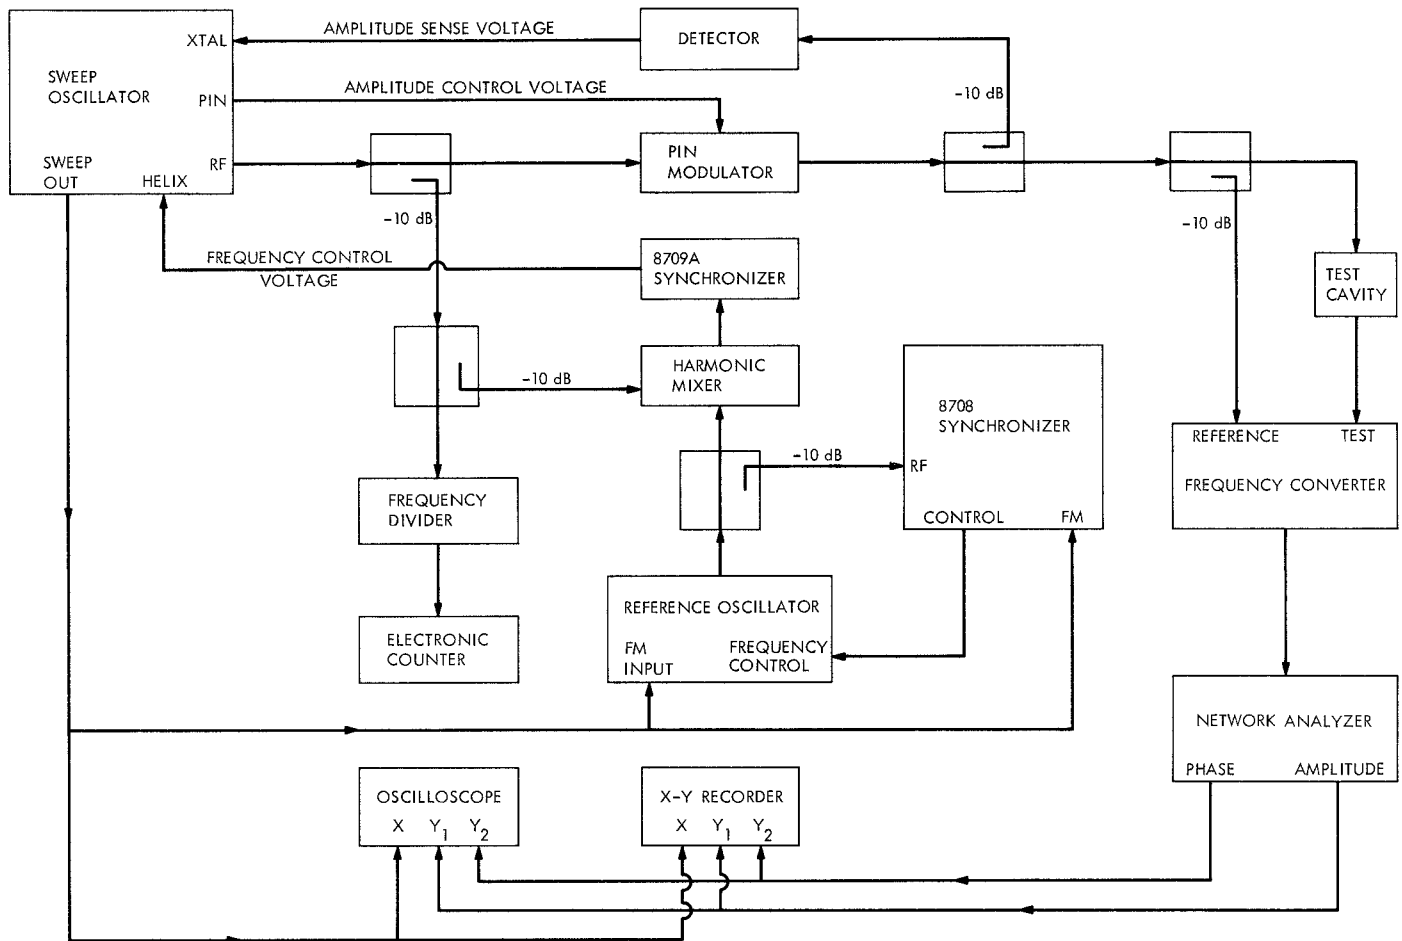 AMPLITUDE SENSE VOLTAGE
XTAL
DETECTOR
SWEEP
OSCILLATOR
AMPLITUDE CONTROL VOLTAGE
PIN
-10 dB
PIN
MODULATOR
RF
SWEEP
OUT
HELIX
-10 dB
-10 dB
FREQUENCY CONTROL
VOLTAGE
8709A
SYNCHRONIZER
TEST
CAVITY
HARMONIC
MIXER
-10 dB
8708
SYNCHRONIZER
RF
CONTROL
FM
-10 dB
REFERENCE
TEST
FREQUENCY CONVERTER
FREQUENCY
DIVIDER
ELECTRONIC
COUNTER
REFERENCE OSCILLATOR
FM
INPUT
FREQUENCY
CONTROL
NETWORK ANALYZER
PHASE
AMPLITUDE
OSCILLOSCOPE
X Y1 Y2
X-Y RECORDER
X Y1 Y2